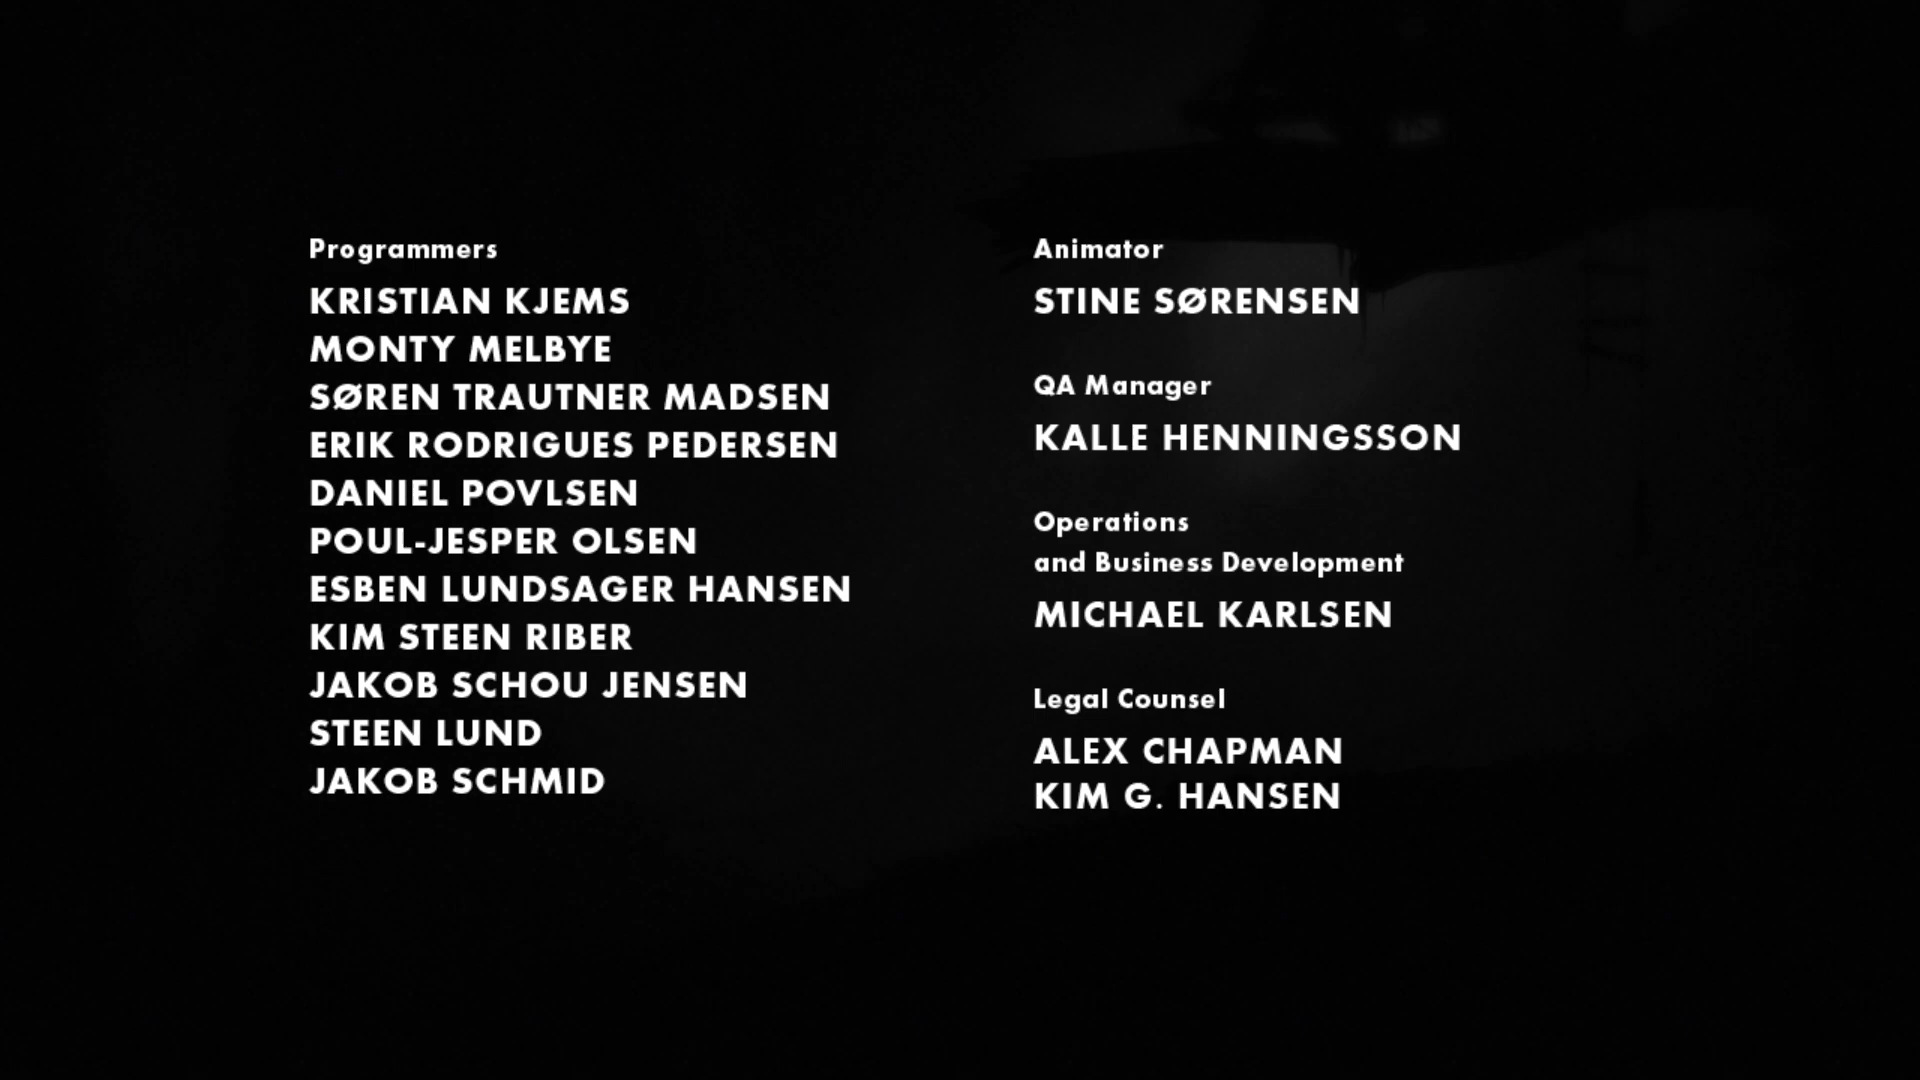 Programmers
KRISTIAN KJEMS
MONTY MELBYE
SØREN TRAUTNER MADSEN
ERIK RODRIGUES PEDERSEN
DANIEL POVLSEN
POUL-JESPER OLSEN
ESBEN LUNDSAGER HANSEN
KIM STEEN RIBER
JAKOB SCHOU JENSEN
STEEN LUND
JAKOB SCHMID
Animator
STINE SØRENSEN
QA Manager
KALLE HENNINGSSON
Operations
and Business Development
MICHAEL KARLSEN
Legal Counsel
ALEX CHAPMAN
KIM G. HANSEN